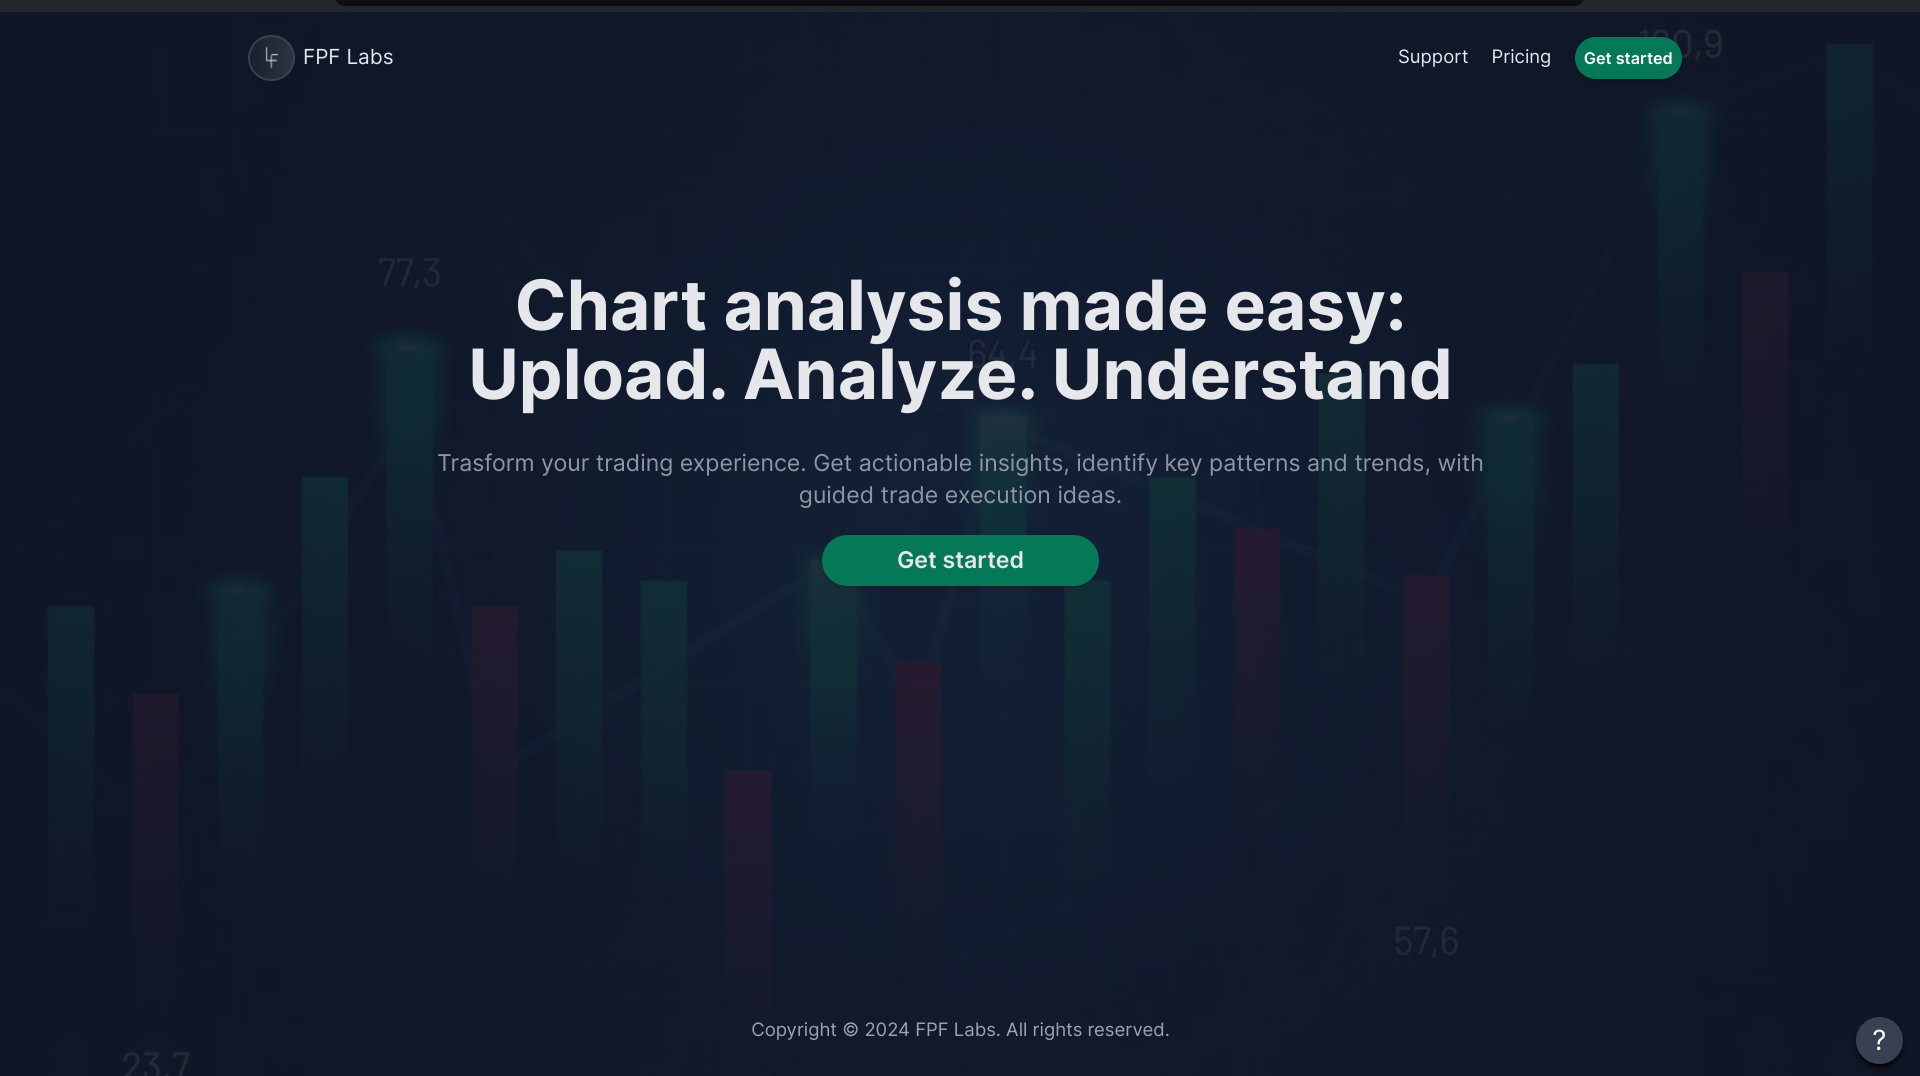 FPF Labs
Support
Pricing
Get started
77,3
Chart analysis made easy:
64,4
Upload. Analyze. Understand
Trasform your trading experience. Get actionable insights, identify key patterns and trends, with
guided trade execution ideas.
Get started
57,6
Copyright © 2024 FPF Labs. All rights reserved.
?
23,7